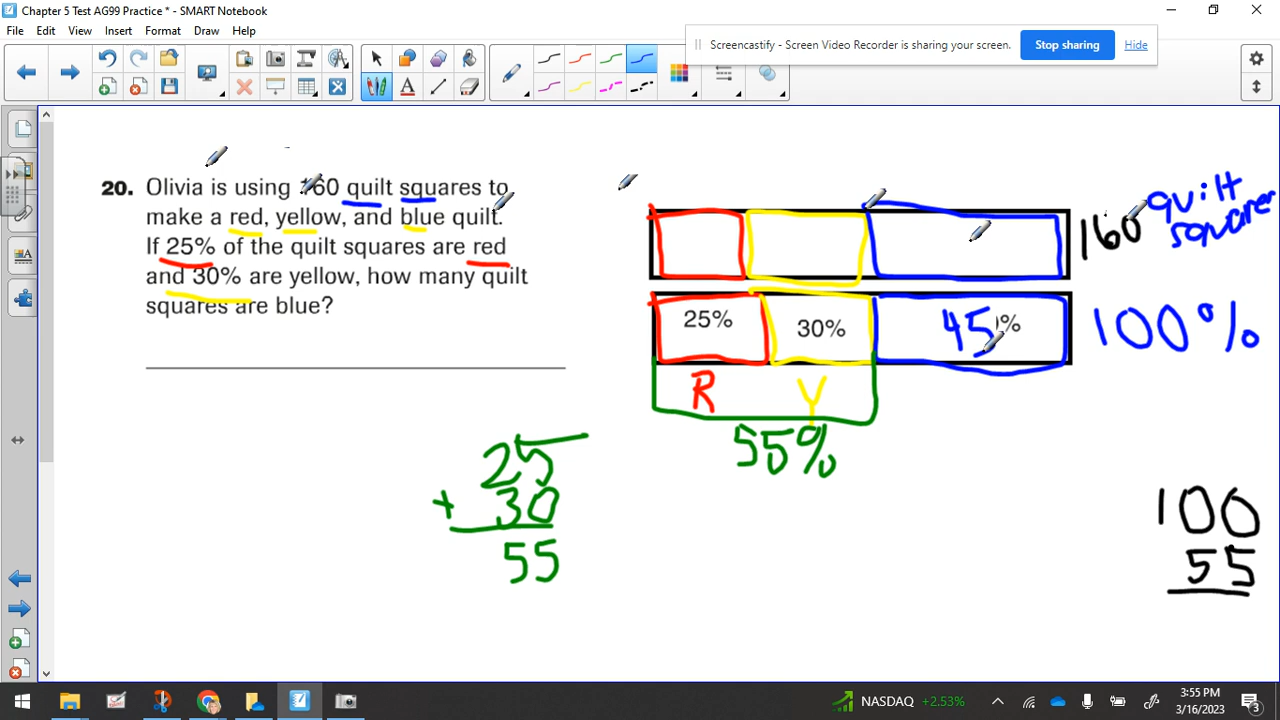 Chapter 5 Test AG99 Practice * - SMART Notebook
File Edit View Insert Format Draw Help
Screencastify - Screen Video Recorder is sharing your screen. Stop sharing Hide
20. Olivia is using 160 quilt squares to
make a red, yellow, and blue quilt.
If 25% of the quilt squares are red
and 30% are yellow, how many quilt
squares are blue?
160 quilt
squares
25% 30% 45% 100%
R Y
55%
25
+ 30
55
100
55
NASDAQ +2.53%
3:55 PM
3/16/2023
3